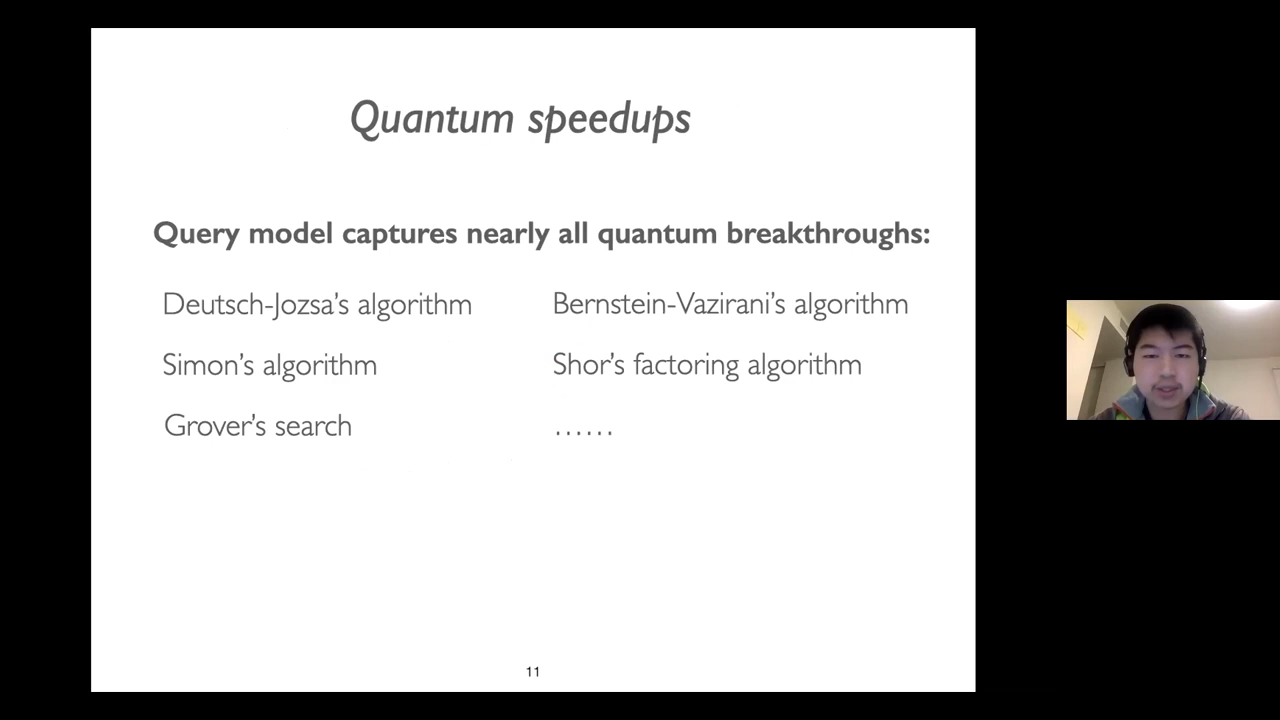 Quantum speedups
Query model captures nearly all quantum breakthroughs:
Deutsch-Jozsa's algorithm
Bernstein-Vazirani's algorithm
Simon's algorithm
Shor's factoring algorithm
Grover's search
......
11